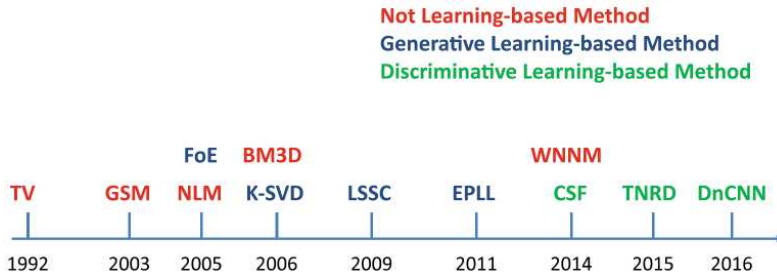 Not Learning-based Method
Generative Learning-based Method
Discriminative Learning-based Method
FoE BM3D WNNM
TV GSM NLM K-SVD LSSC EPLL CSF TNRD DnCNN
1992 2003 2005 2006 2009 2011 2014 2015 2016